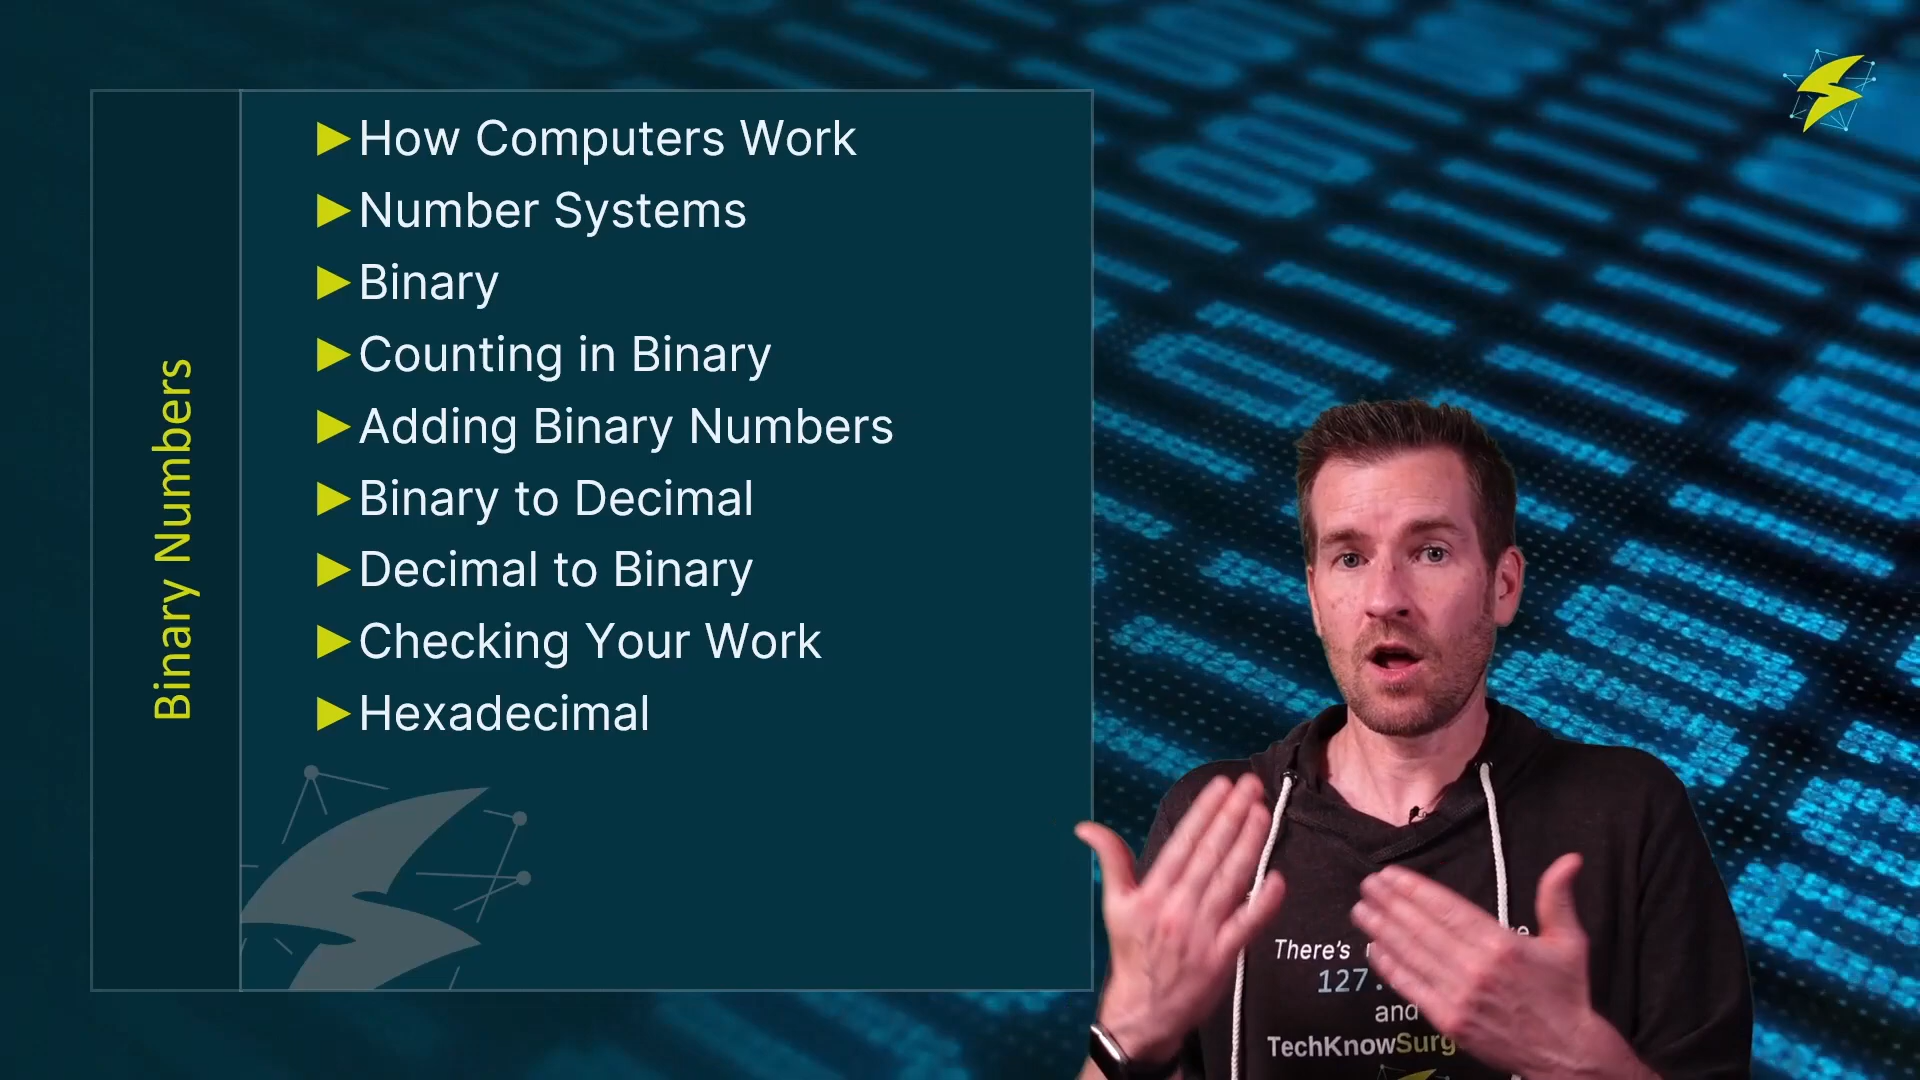 Binary Numbers
How Computers Work
Number Systems
Binary
Counting in Binary
Adding Binary Numbers
Binary to Decimal
Decimal to Binary
Checking Your Work
Hexadecimal
There's
127.
and
TechKnowSurg